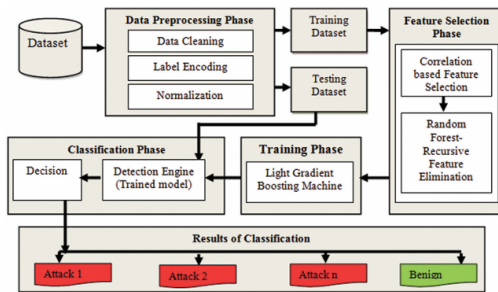 Dataset
Data Preprocessing Phase
Data Cleaning
Label Encoding
Normalization
Training
Dataset
Testing
Dataset
Feature Selection
Phase
Correlation
based Feature
Selection
Random
Forest-
Recursive
Feature
Elimination
Classification Phase
Decision
Detection Engine
(Trained model)
Training Phase
Light Gradient
Boosting Machine
Results of Classification
Attack 1
Attack 2
Attack n
Benign